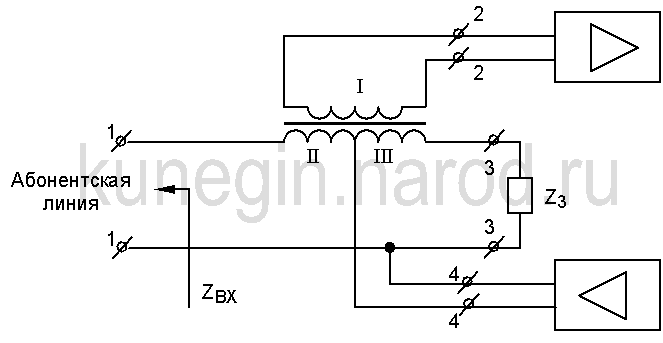 2
2
I
1
II
III
3
kunegin.narod.ru
Абонентская
линия
Z3
1
3
ZВХ
4
4